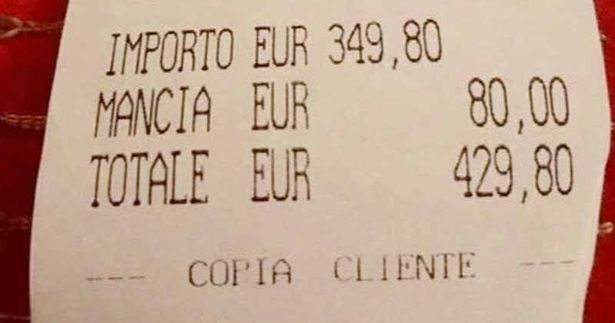 IMPORTO EUR 349,80
MANCIA EUR 80,00
TOTALE EUR 429,80
--- COPIA CLIENTE ---